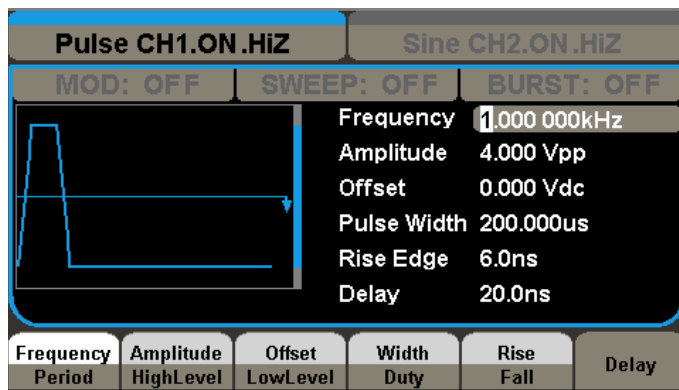 Pulse CH1.ON.HiZ Sine CH2.ON.HiZ
MOD: OFF SWEEP: OFF BURST: OFF
Frequency 1.000 000kHz
Amplitude 4.000 Vpp
Offset 0.000 Vdc
Pulse Width 200.000us
Rise Edge 6.0ns
Delay 20.0ns
Frequency Amplitude Offset Width Rise Delay
Period HighLevel LowLevel Duty Fall